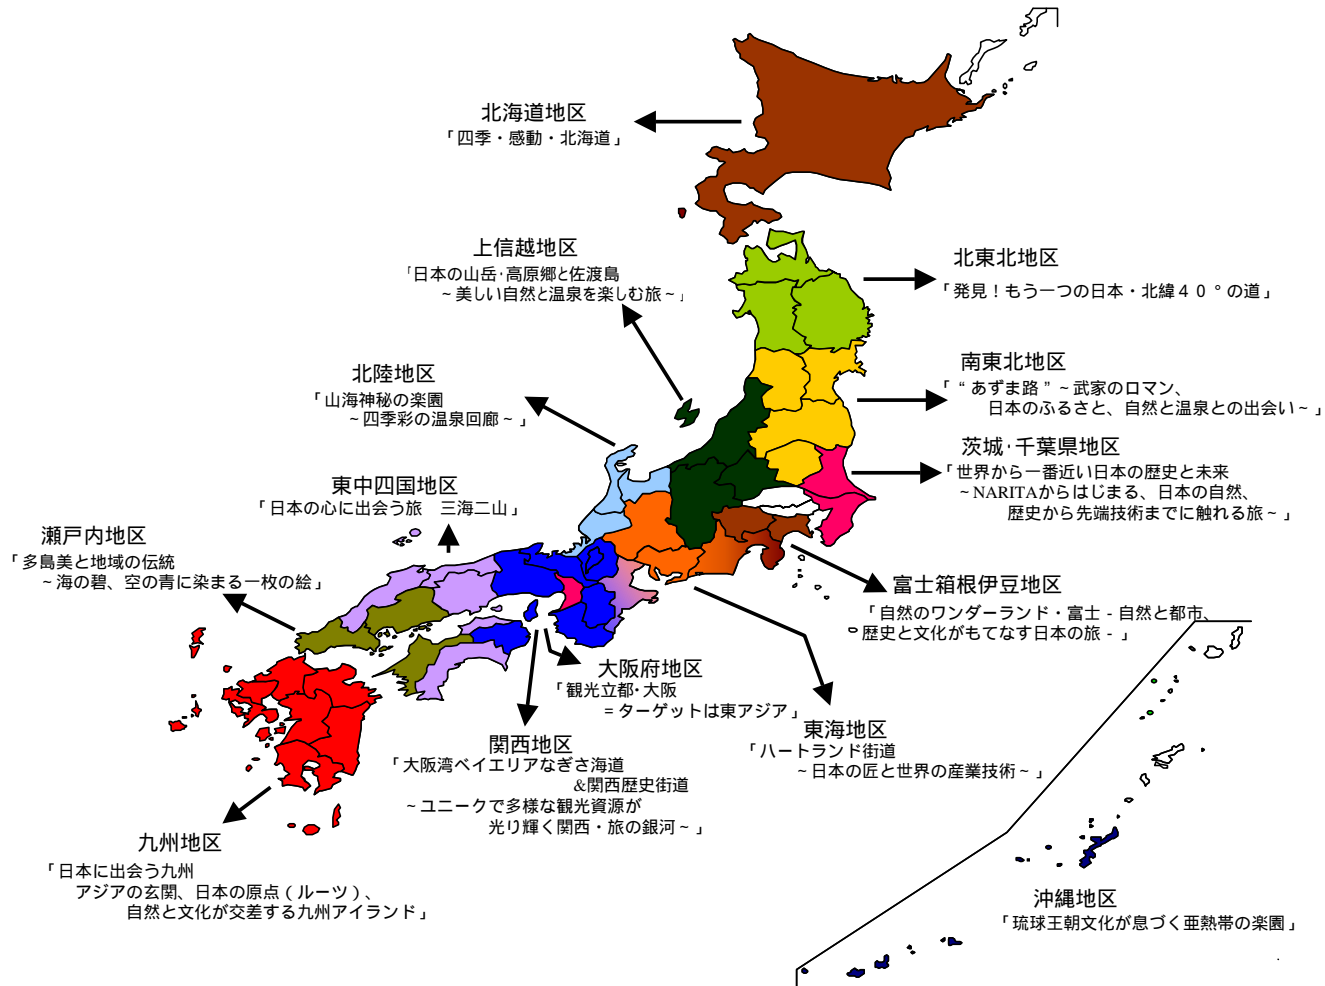 北海道地区
「四季・感動・北海道」
上信越地区
「日本の山岳・高原郷と佐渡島
～美しい自然と温泉を楽しむ旅～」
北東北地区
「発見！もう一つの日本・北緯４０°の道」
北陸地区
「山海神秘の楽園
～四季彩の温泉回廊～」
南東北地区
「“あずま路”～武家のロマン、
日本のふるさと、自然と温泉との出会い～」
茨城・千葉県地区
「世界から一番近い日本の歴史と未来
～NARITAからはじまる、日本の自然、
歴史から先端技術までに触れる旅～」
東中四国地区
「日本の心に出会う旅　三海二山」
瀬戸内地区
「多島美と地域の伝統
～海の碧、空の青に染まる一枚の絵」
富士箱根伊豆地区
「自然のワンダーランド・富士－自然と都市、
歴史と文化がもてなす日本の旅－」
大阪府地区
「観光立都・大阪
＝ターゲットは東アジア」
東海地区
「ハートランド街道
～日本の匠と世界の産業技術～」
関西地区
「大阪湾ベイエリアなぎさ海道
&関西歴史街道
～ユニークで多様な観光資源が
光り輝く関西・旅の銀河～」
九州地区
「日本に出会う九州
アジアの玄関、日本の原点（ルーツ）、
自然と文化が交差する九州アイランド」
沖縄地区
「琉球王朝文化が息づく亜熱帯の楽園」